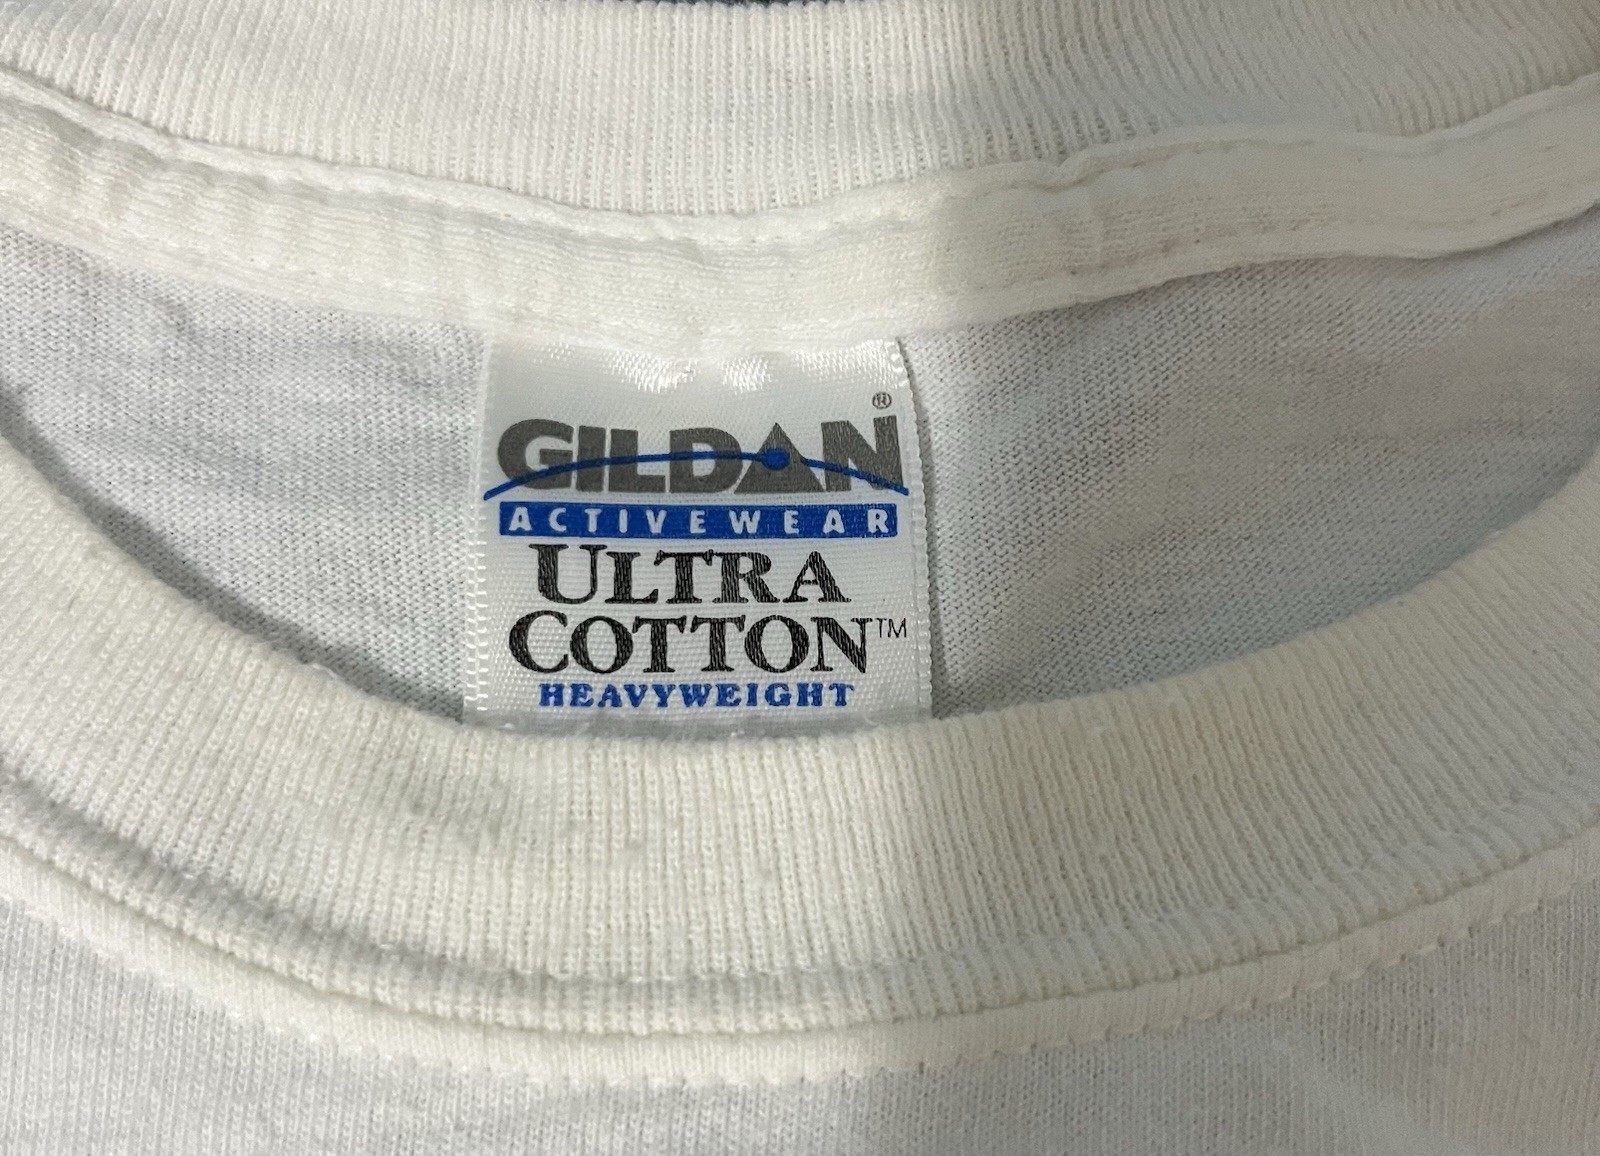 GILDAN®
ACTIVEWEAR
ULTRA
COTTON™
HEAVYWEIGHT